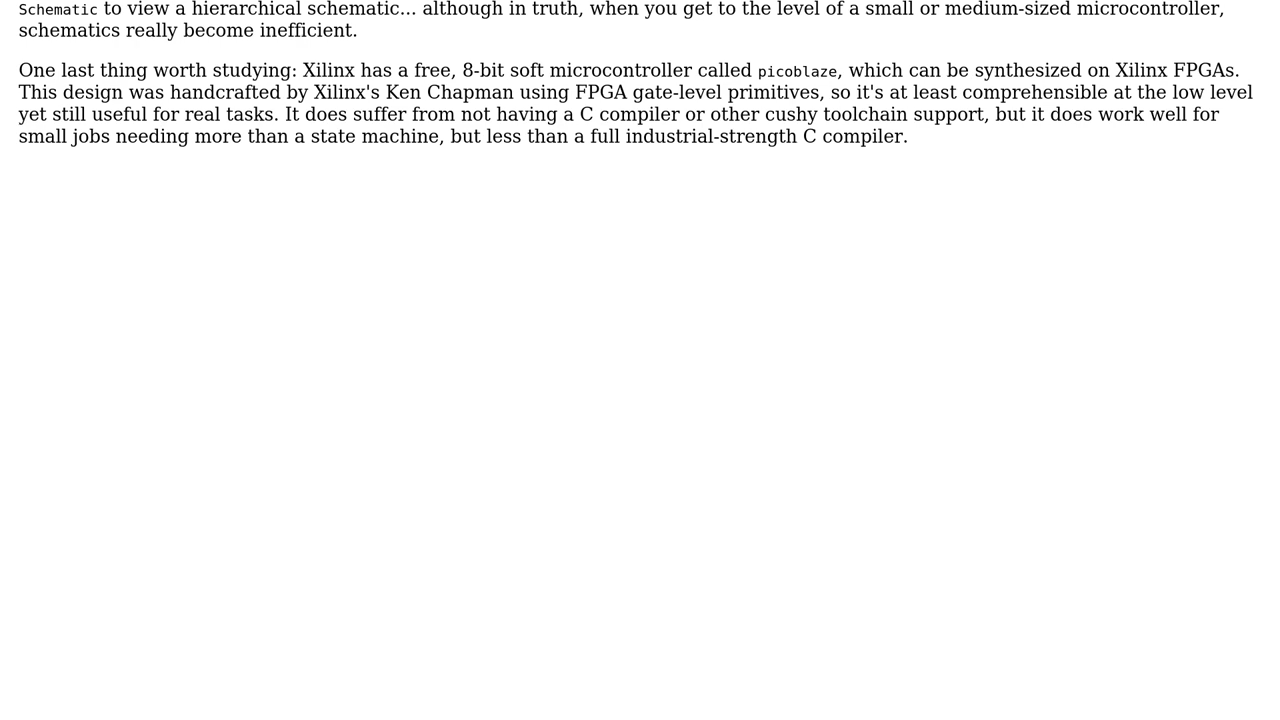 Schematic to view a hierarchical schematic... although in truth, when you get to the level of a small or medium-sized microcontroller,
schematics really become inefficient.
One last thing worth studying: Xilinx has a free, 8-bit soft microcontroller called picoblaze, which can be synthesized on Xilinx FPGAs.
This design was handcrafted by Xilinx's Ken Chapman using FPGA gate-level primitives, so it's at least comprehensible at the low level
yet still useful for real tasks. It does suffer from not having a C compiler or other cushy toolchain support, but it does work well for
small jobs needing more than a state machine, but less than a full industrial-strength C compiler.